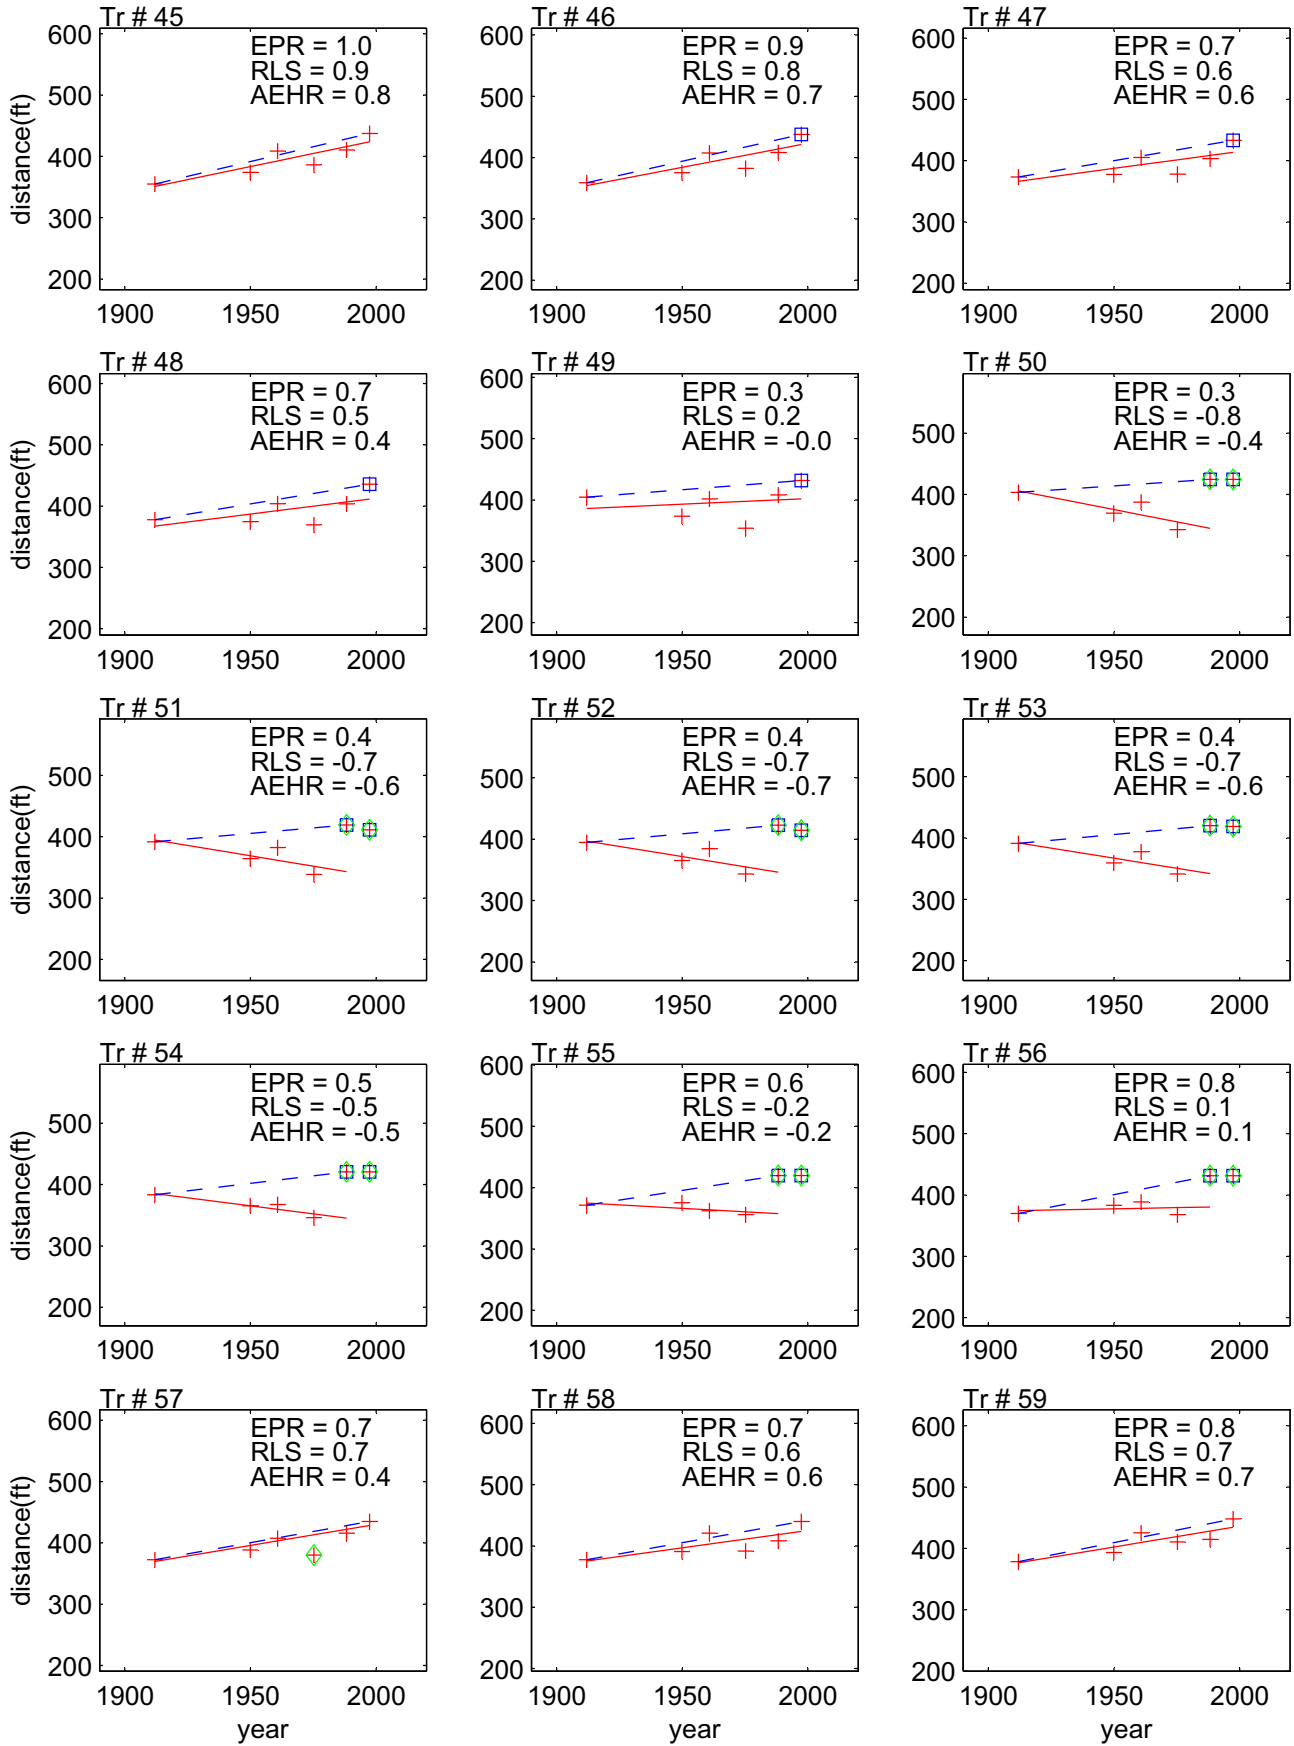 Tr # 45
EPR = 1.0
RLS = 0.9
AEHR = 0.8
600
500
400
300
200
distance(ft)
1900 1950 2000
Tr # 46
EPR = 0.9
RLS = 0.8
AEHR = 0.7
600
500
400
300
200
1900 1950 2000
Tr # 47
EPR = 0.7
RLS = 0.6
AEHR = 0.6
600
500
400
300
200
1900 1950 2000
Tr # 48
EPR = 0.7
RLS = 0.5
AEHR = 0.4
600
500
400
300
200
distance(ft)
1900 1950 2000
Tr # 49
EPR = 0.3
RLS = 0.2
AEHR = -0.0
600
500
400
300
200
1900 1950 2000
Tr # 50
EPR = 0.3
RLS = -0.8
AEHR = -0.4
500
400
300
200
1900 1950 2000
Tr # 51
EPR = 0.4
RLS = -0.7
AEHR = -0.6
500
400
300
200
distance(ft)
1900 1950 2000
Tr # 52
EPR = 0.4
RLS = -0.7
AEHR = -0.7
500
400
300
200
1900 1950 2000
Tr # 53
EPR = 0.4
RLS = -0.7
AEHR = -0.6
500
400
300
200
1900 1950 2000
Tr # 54
EPR = 0.5
RLS = -0.5
AEHR = -0.5
500
400
300
200
distance(ft)
1900 1950 2000
Tr # 55
EPR = 0.6
RLS = -0.2
AEHR = -0.2
600
500
400
300
200
1900 1950 2000
Tr # 56
EPR = 0.8
RLS = 0.1
AEHR = 0.1
600
500
400
300
200
1900 1950 2000
Tr # 57
EPR = 0.7
RLS = 0.7
AEHR = 0.4
600
500
400
300
200
distance(ft)
1900 1950 2000
year
Tr # 58
EPR = 0.7
RLS = 0.6
AEHR = 0.6
600
500
400
300
200
1900 1950 2000
year
Tr # 59
EPR = 0.8
RLS = 0.7
AEHR = 0.7
600
500
400
300
200
1900 1950 2000
year